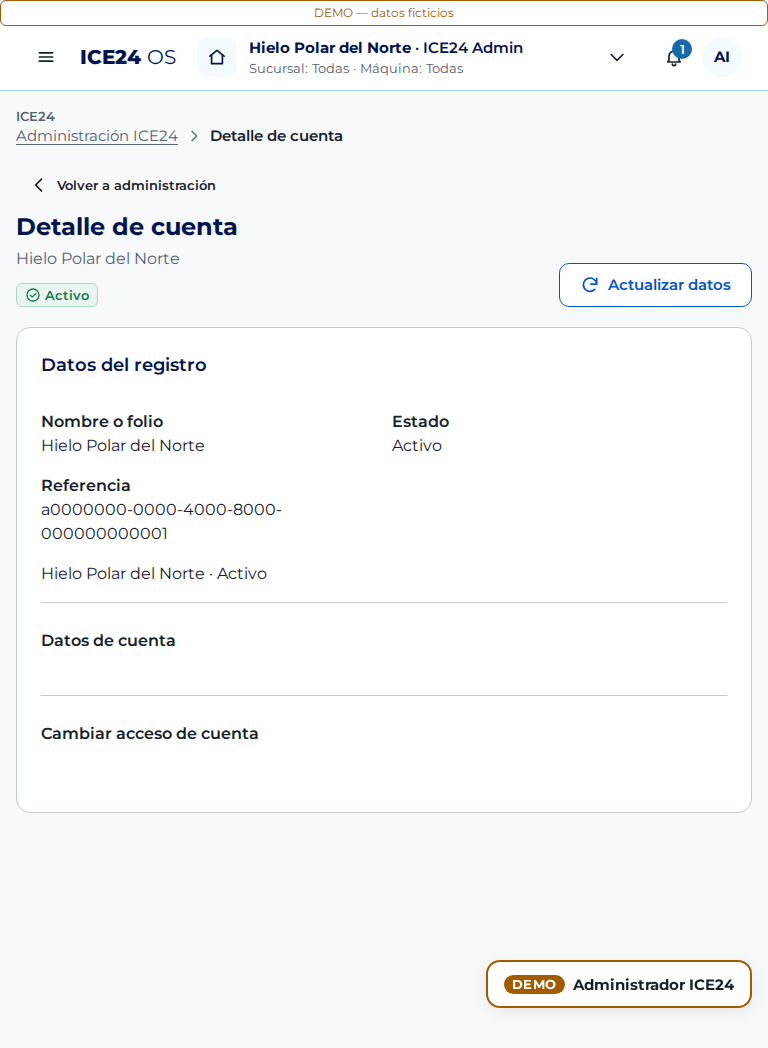 DEMO — datos ficticios
ICE24 OS
Hielo Polar del Norte · ICE24 Admin
Sucursal: Todas · Máquina: Todas
1
AI
ICE24
Administración ICE24 > Detalle de cuenta
Volver a administración
Detalle de cuenta
Hielo Polar del Norte
Activo
Actualizar datos
Datos del registro
Nombre o folio
Hielo Polar del Norte
Estado
Activo
Referencia
a0000000-0000-4000-8000-
000000000001
Hielo Polar del Norte · Activo
Datos de cuenta
Cambiar acceso de cuenta
DEMO Administrador ICE24